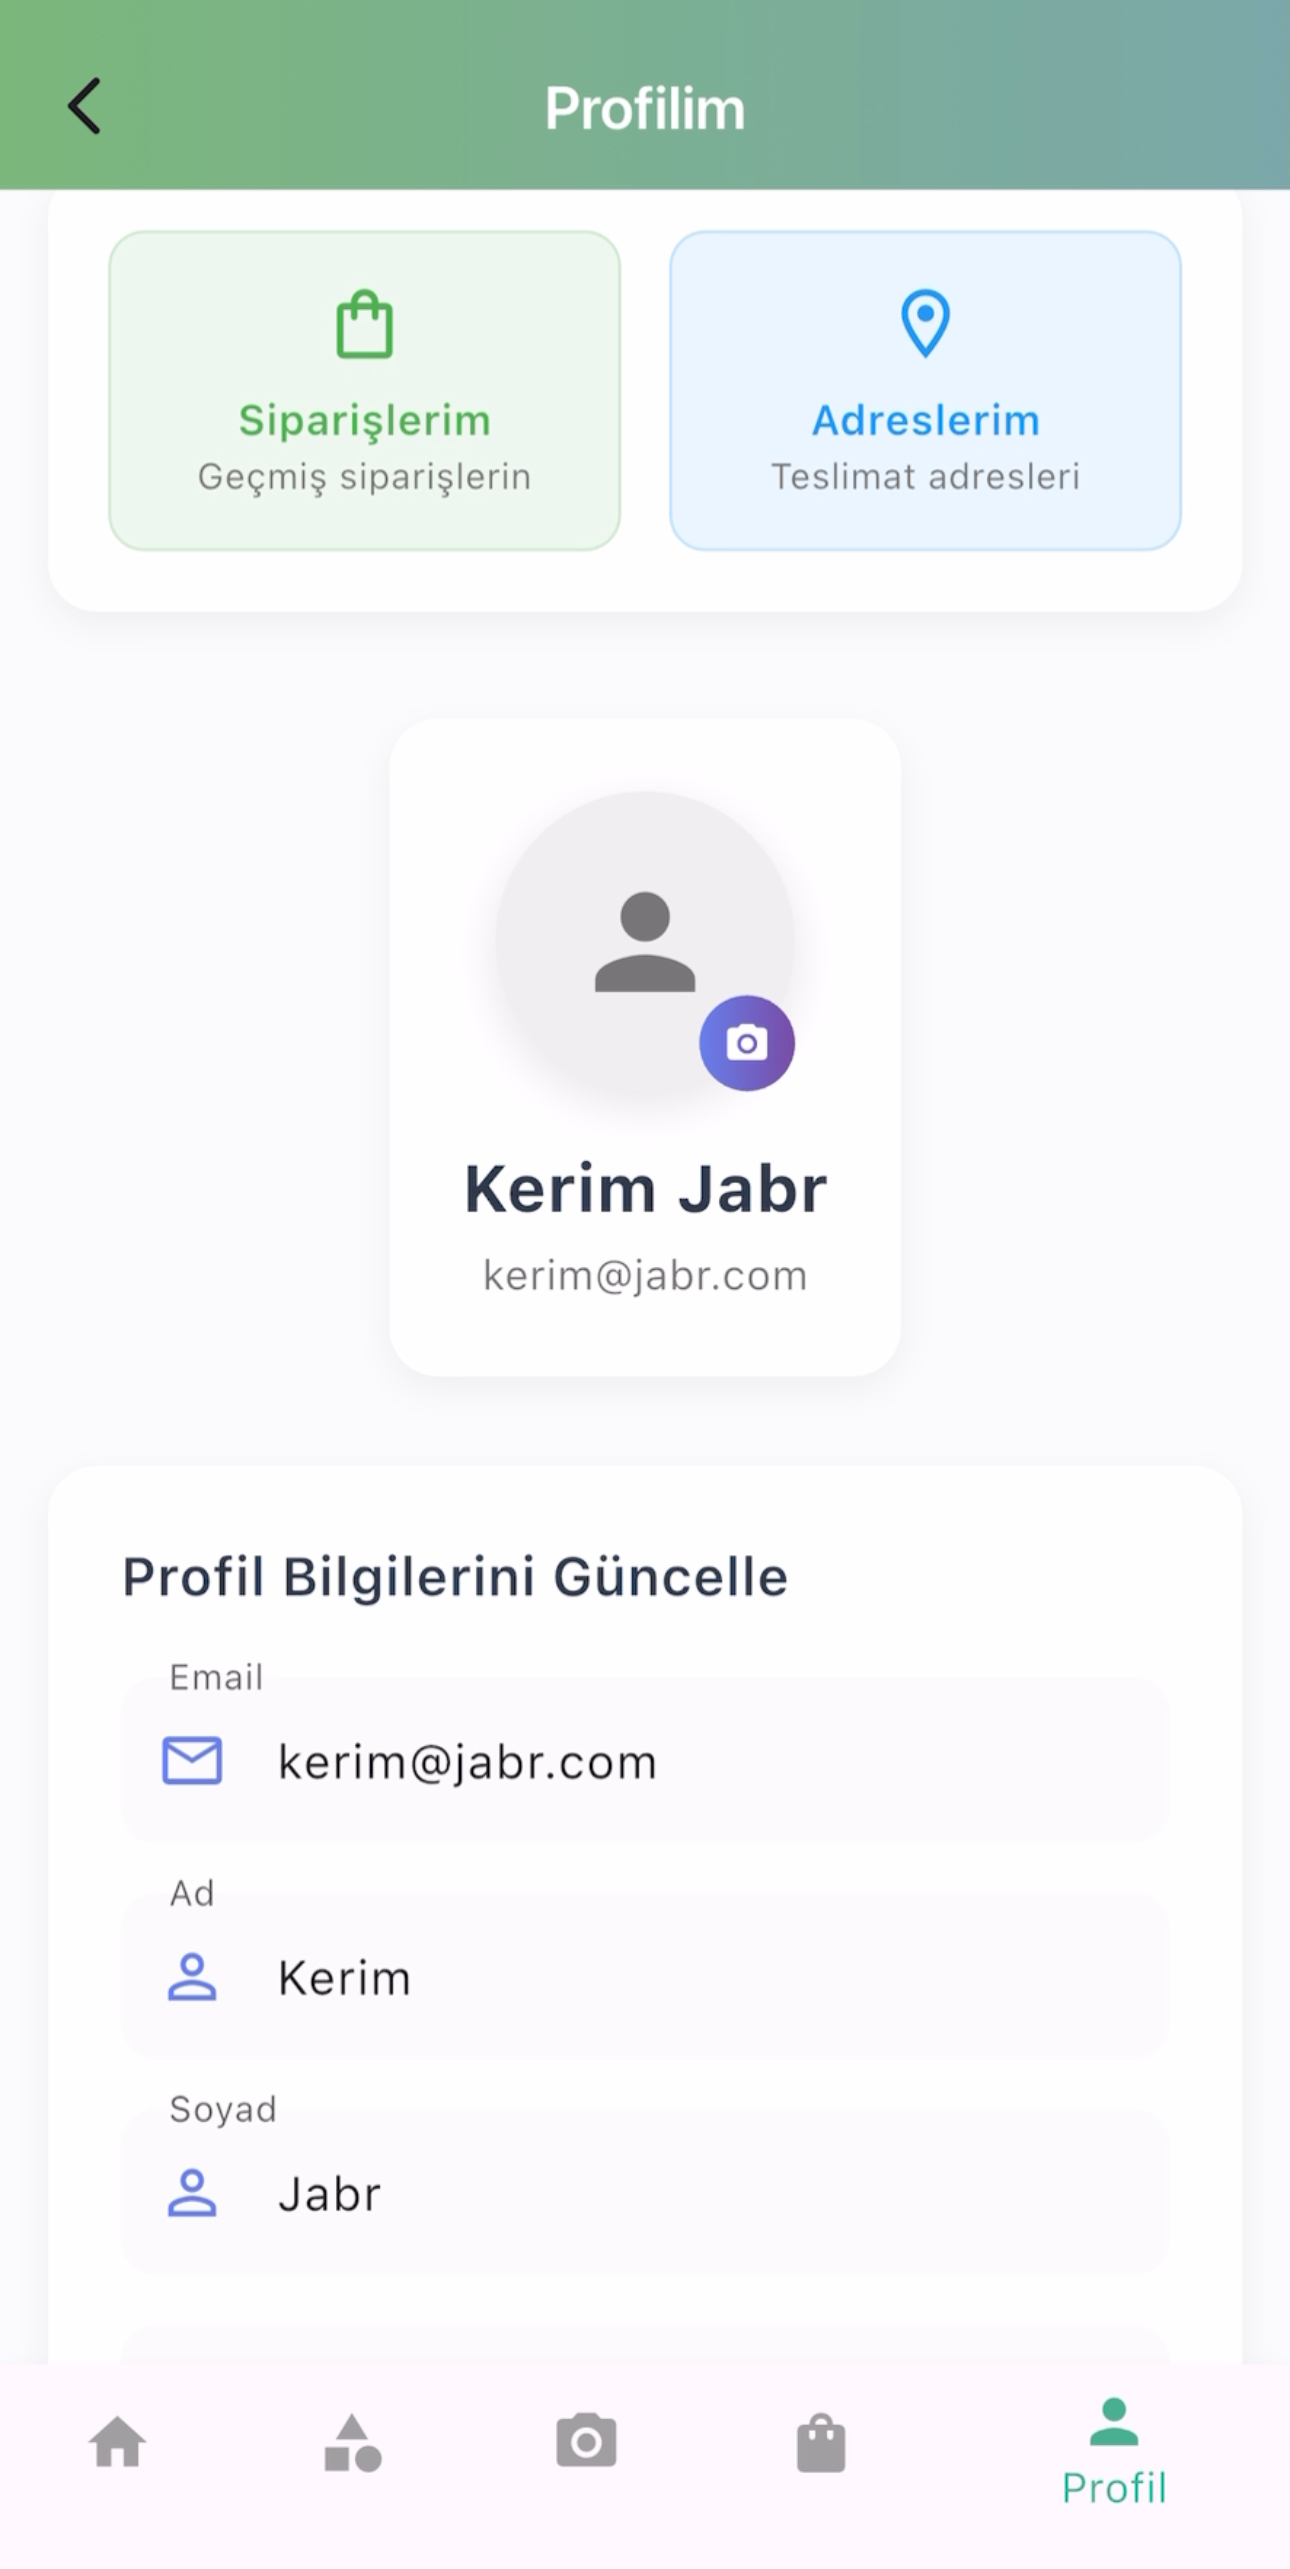 Profilim
Siparişlerim
Geçmiş siparişlerin
Adreslerim
Teslimat adresleri
Kerim Jabr
kerim@jabr.com
Profil Bilgilerini Güncelle
Email
kerim@jabr.com
Ad
Kerim
Soyad
Jabr
Profil